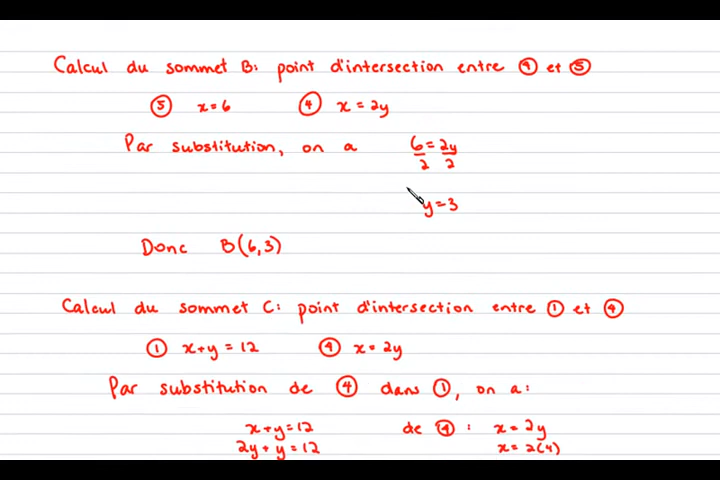 Calcul du sommet B: point d'intersection entre ④ et ⑤
⑤ x=6 ④ x=2y
Par substitution, on a 6/2 = 2y/2
y=3
Donc B(6,3)
Calcul du sommet C: point d'intersection entre ① et ④
① x+y=12 ④ x=2y
Par substitution de ④ dans ①, on a:
x+y=12 de ④: x=2y
2y+y=12 x=2(4)